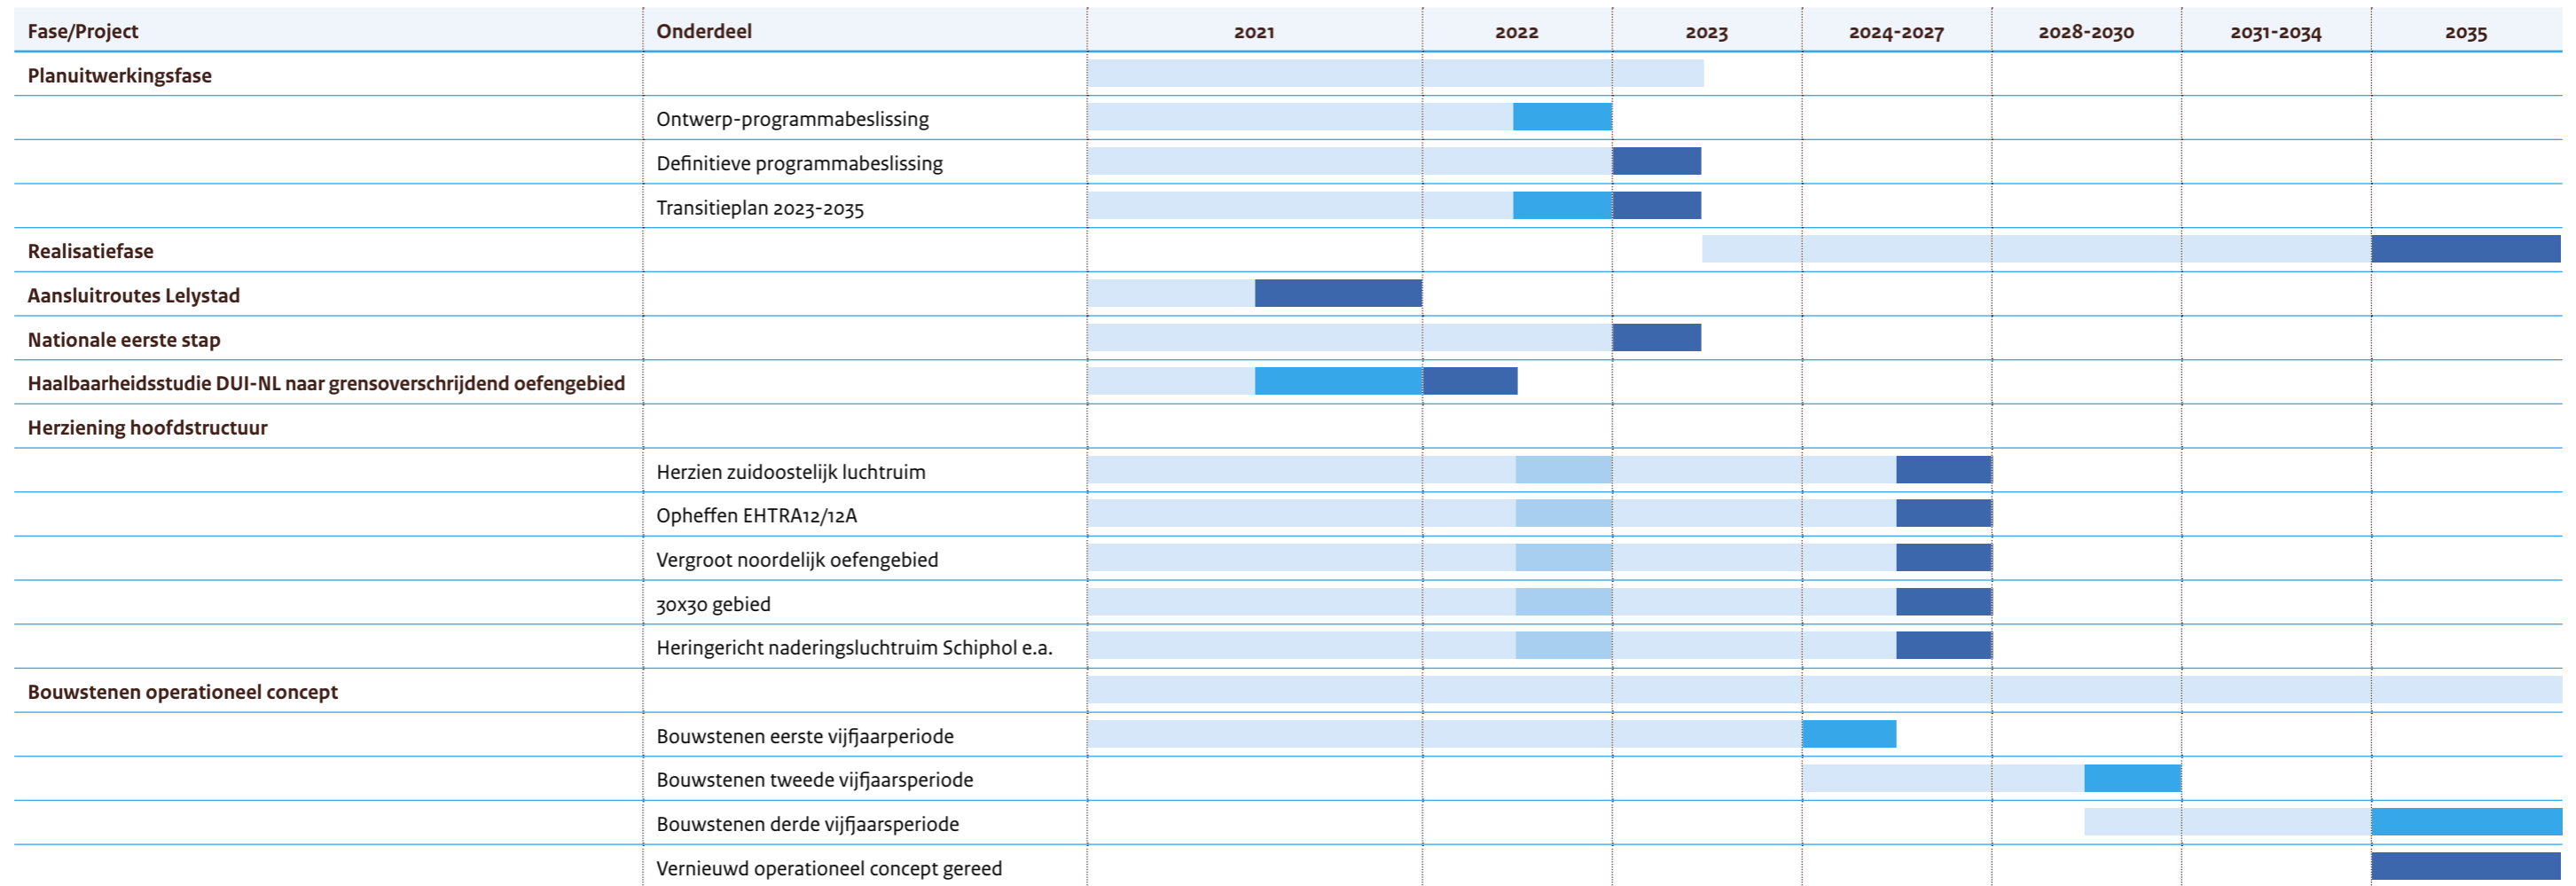 Fase/Project Onderdeel 2021 2022 2023 2024-2027 2028-2030 2031-2034 2035
Planuitwerkingsfase
Ontwerp-programmabeslissing
Definitieve programmabeslissing
Transitieplan 2023-2035
Realisatiefase
Aansluitroutes Lelystad
Nationale eerste stap
Haalbaarheidsstudie DUI-NL naar grensoverschrijdend oefengebied
Herziening hoofdstructuur
Herzien zuidoostelijk luchtruim
Opheffen EHTRA12/12A
Vergroot noordelijk oefengebied
30x30 gebied
Heringericht naderingsluchtruim Schiphol e.a.
Bouwstenen operationeel concept
Bouwstenen eerste vijfjaarperiode
Bouwstenen tweede vijfjaarsperiode
Bouwstenen derde vijfjaarsperiode
Vernieuwd operationeel concept gereed